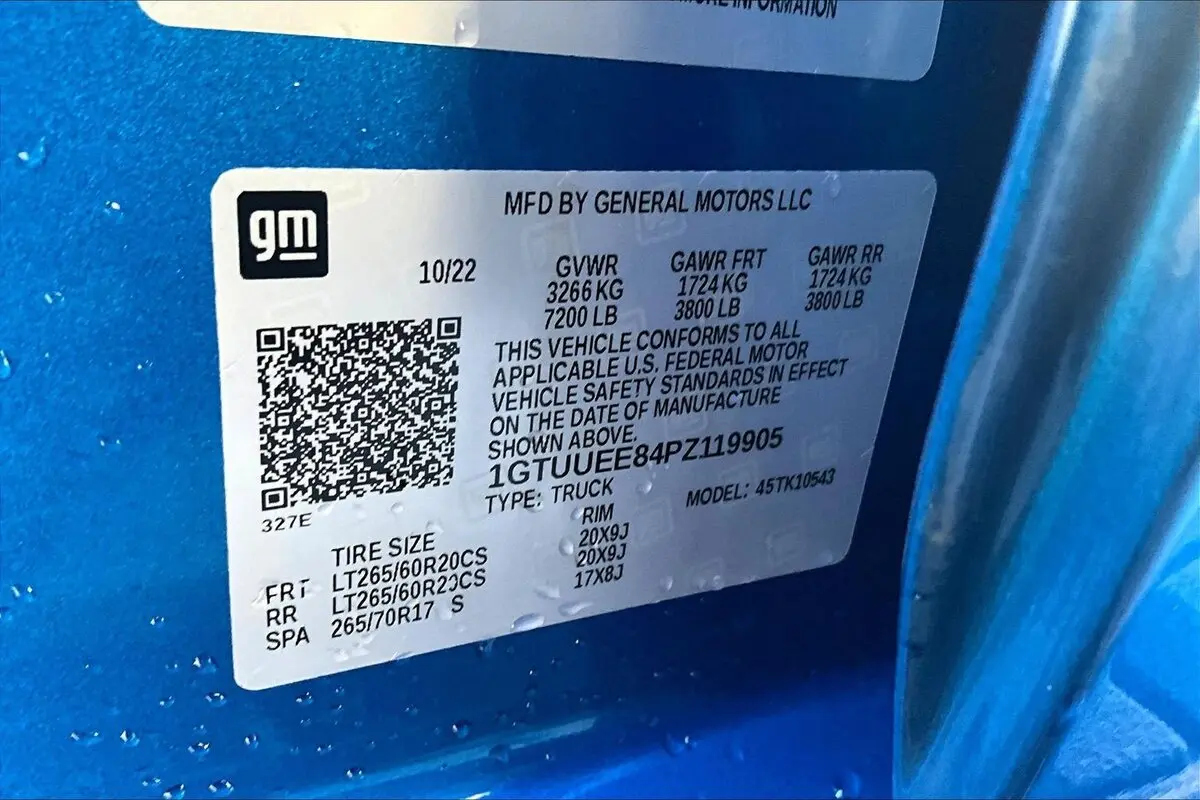 MORE INFORMATION
gm
MFD BY GENERAL MOTORS LLC
10/22
GVWR GAWR FRT GAWR RR
3266 KG 1724 KG 1724 KG
7200 LB 3800 LB 3800 LB
THIS VEHICLE CONFORMS TO ALL
APPLICABLE U.S. FEDERAL MOTOR
VEHICLE SAFETY STANDARDS IN EFFECT
ON THE DATE OF MANUFACTURE
SHOWN ABOVE.
1GTUUEE84PZ119905
TYPE: TRUCK MODEL: 45TK10543
327E
TIRE SIZE RIM
FRT LT265/60R20CS 20X9J
RR LT265/60R20CS 20X9J
SPA 265/70R17 S 17X8J